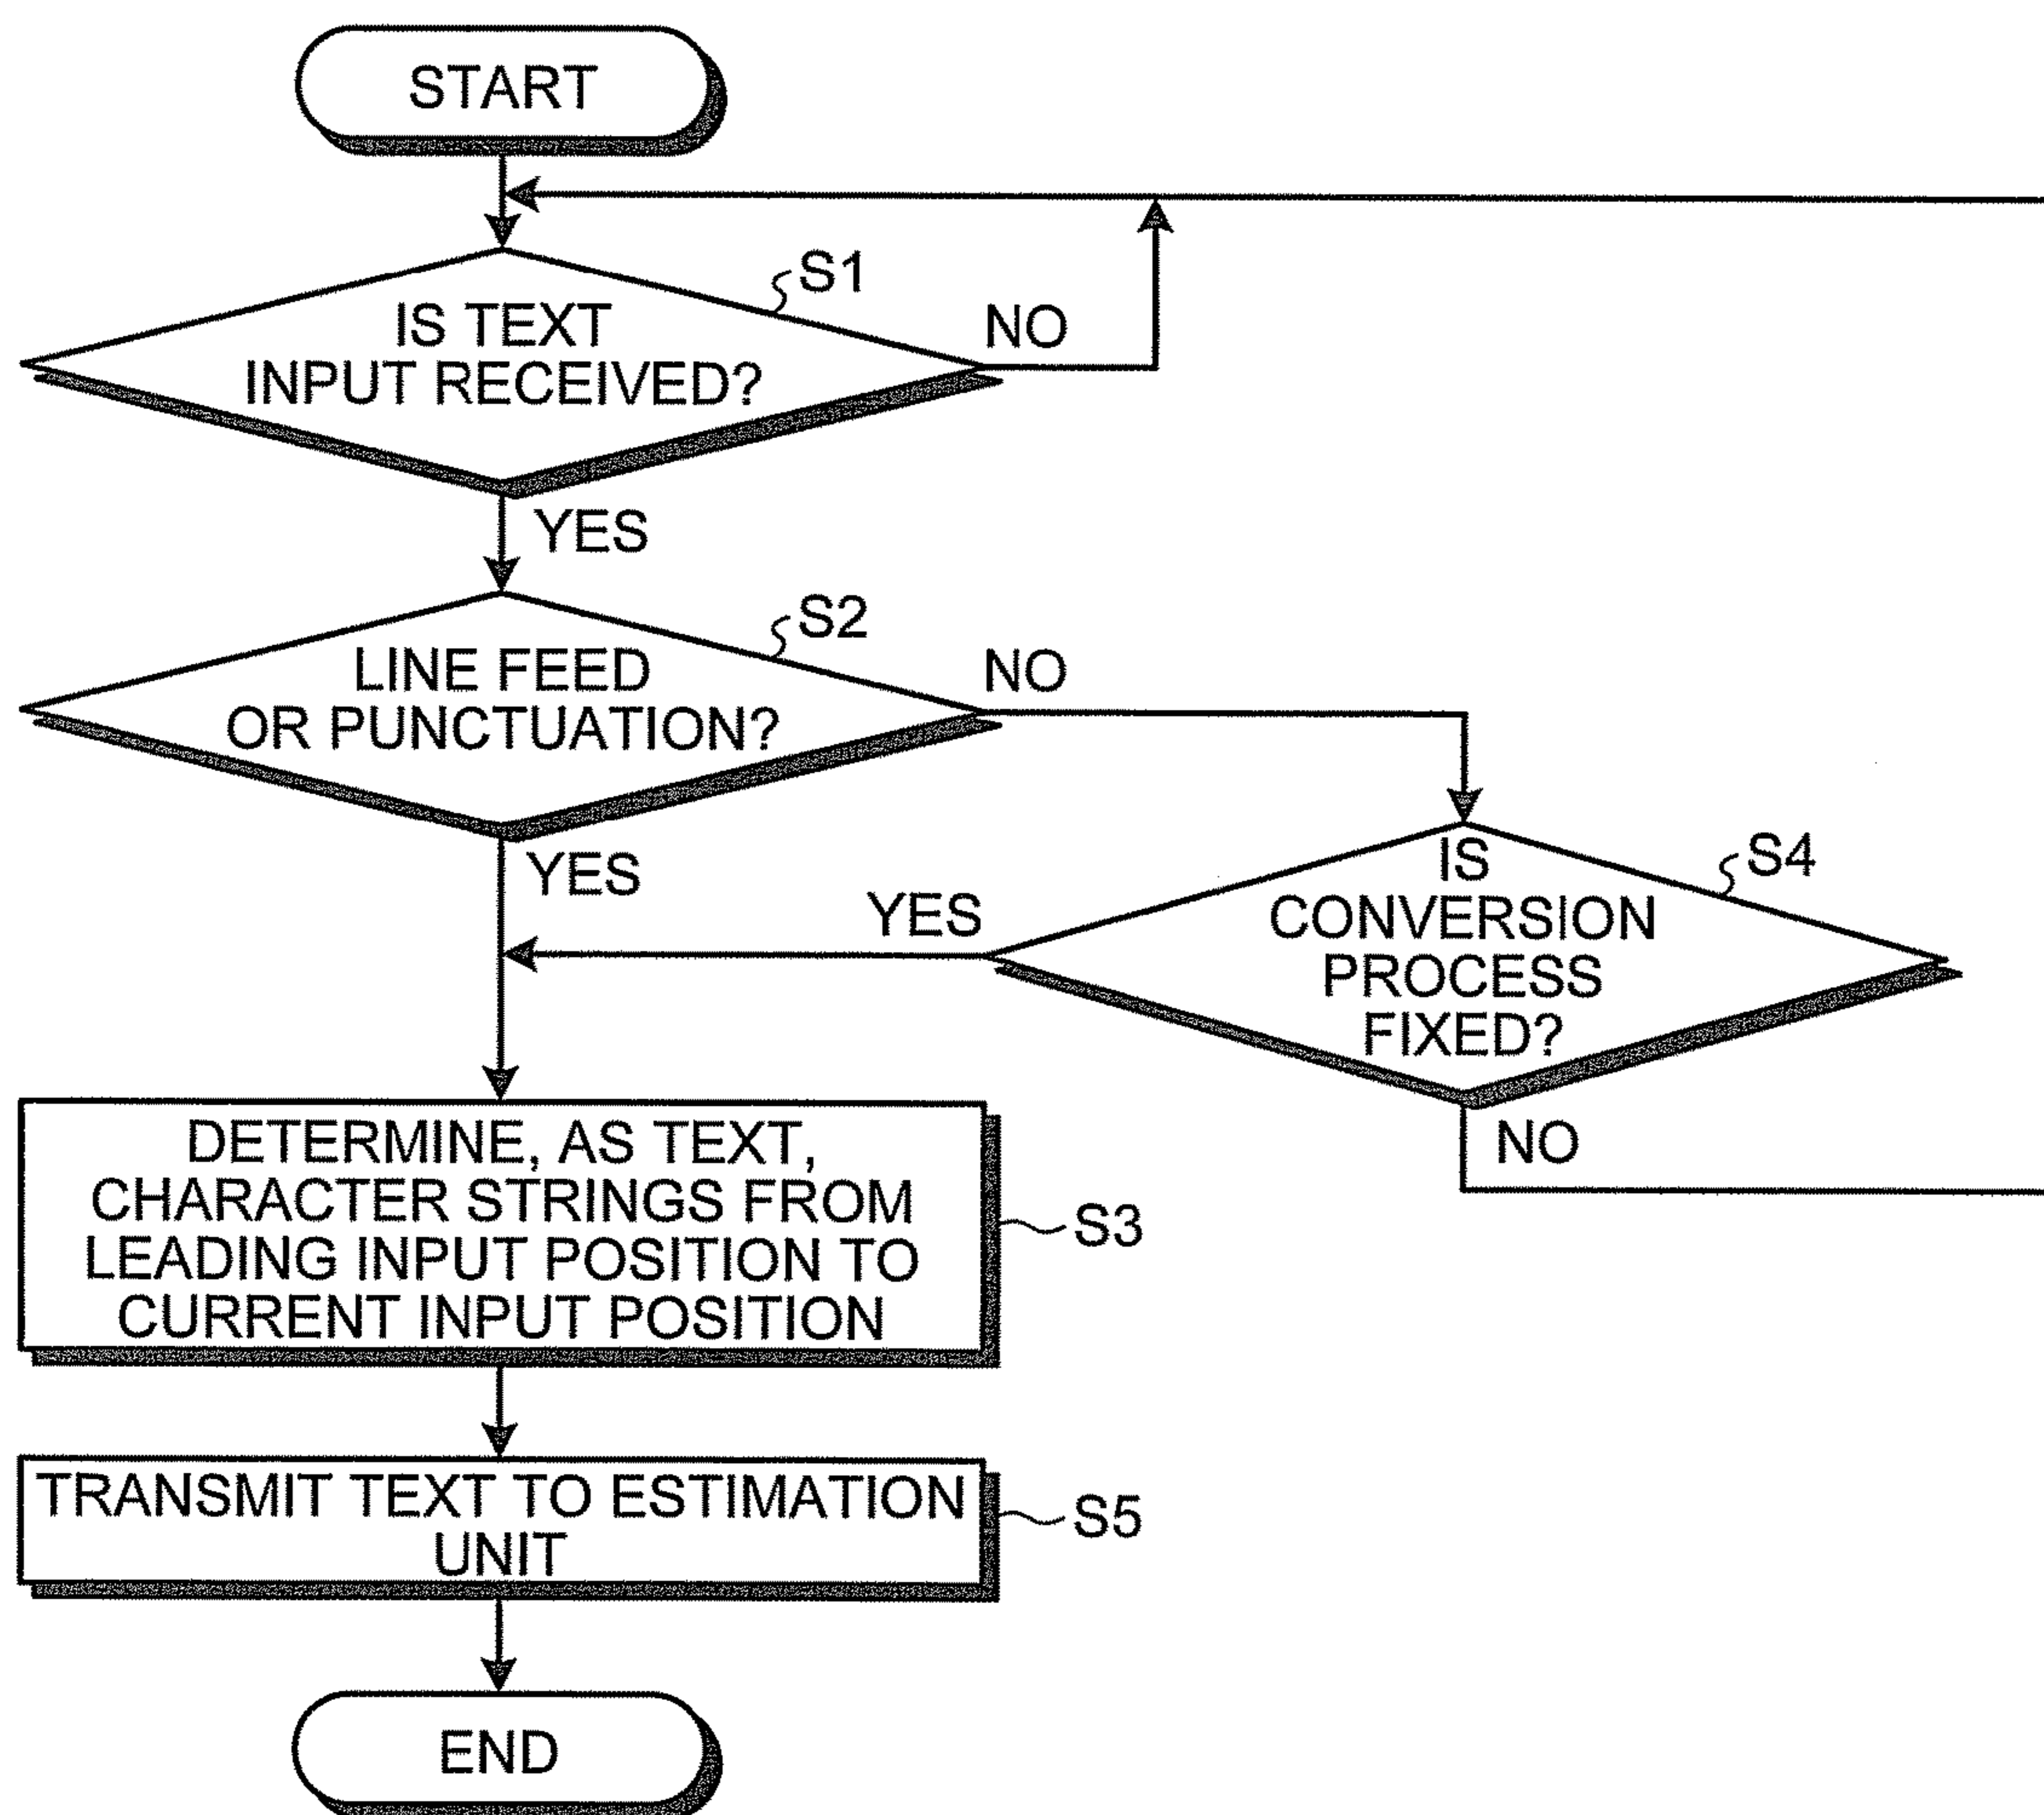 START
S1
IS TEXT
INPUT RECEIVED?
NO
YES
S2
LINE FEED
OR PUNCTUATION?
NO
YES
S4
IS
CONVERSION
PROCESS
FIXED?
YES
NO
DETERMINE, AS TEXT,
CHARACTER STRINGS FROM
LEADING INPUT POSITION TO
CURRENT INPUT POSITION
S3
TRANSMIT TEXT TO ESTIMATION
UNIT
S5
END